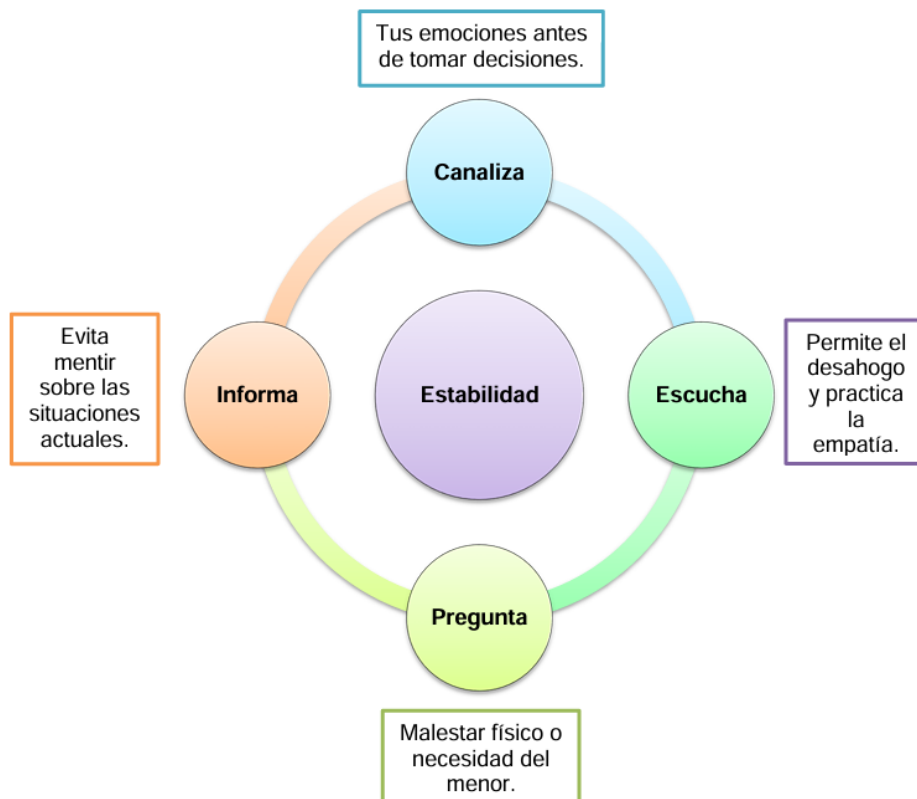 Tus emociones antes
de tomar decisiones.
Canaliza
Evita
mentir
sobre las
situaciones
actuales.
Informa
Estabilidad
Escucha
Permite el
desahogo
y practica
la
empatía.
Pregunta
Malestar físico o
necesidad del
menor.